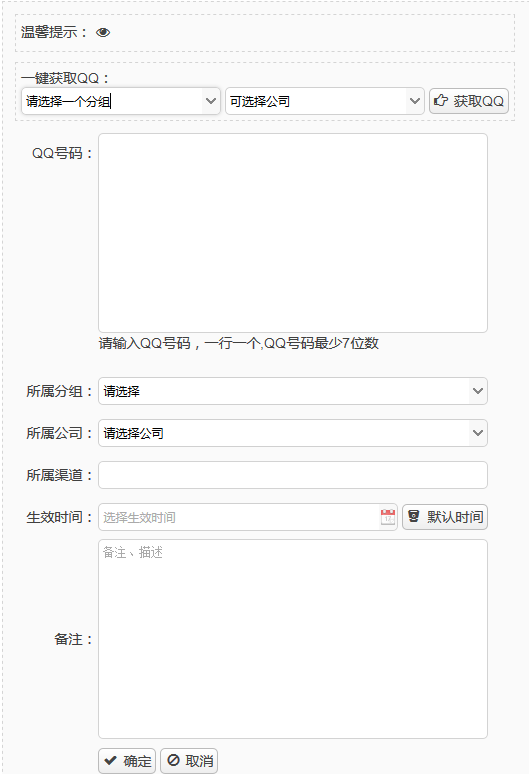 温馨提示：
一键获取QQ：
请选择一个分组 可选择公司 获取QQ
QQ号码：
请输入QQ号码，一行一个,QQ号码最少7位数
所属分组： 请选择
所属公司： 请选择公司
所属渠道：
生效时间： 选择生效时间 默认时间
备注、描述
备注：
确定 取消